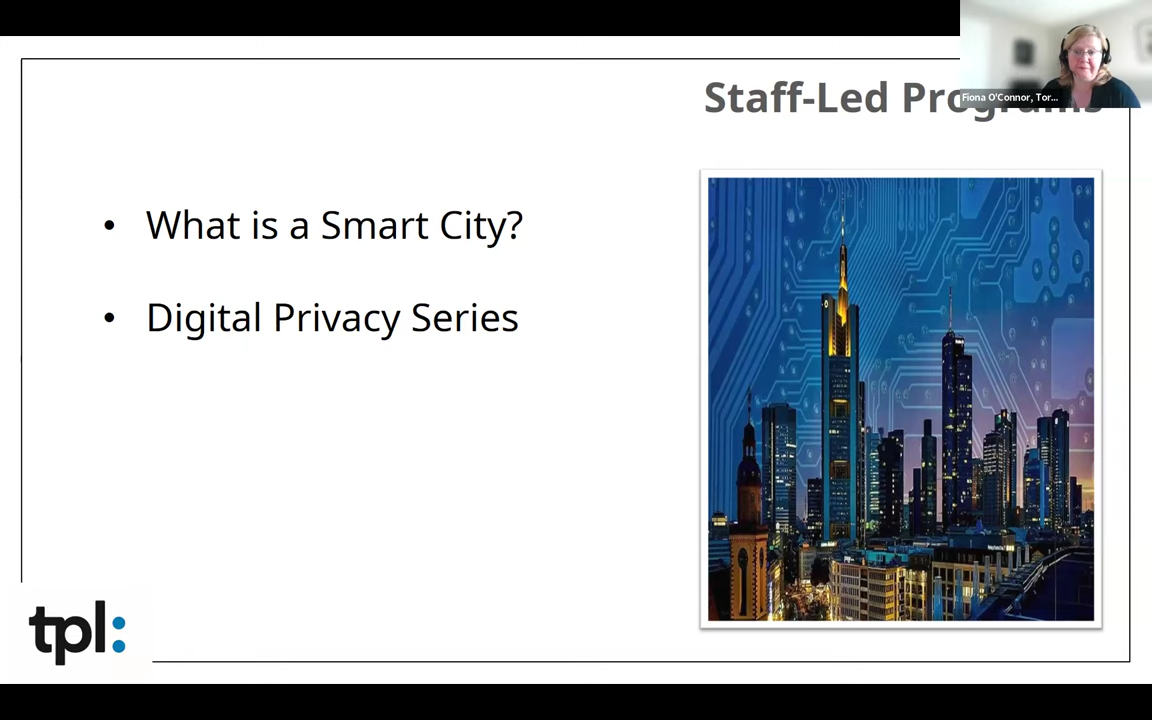 Staff-Led Programs
Fiona O'Connor, Tor...
• What is a Smart City?
• Digital Privacy Series
tpl: